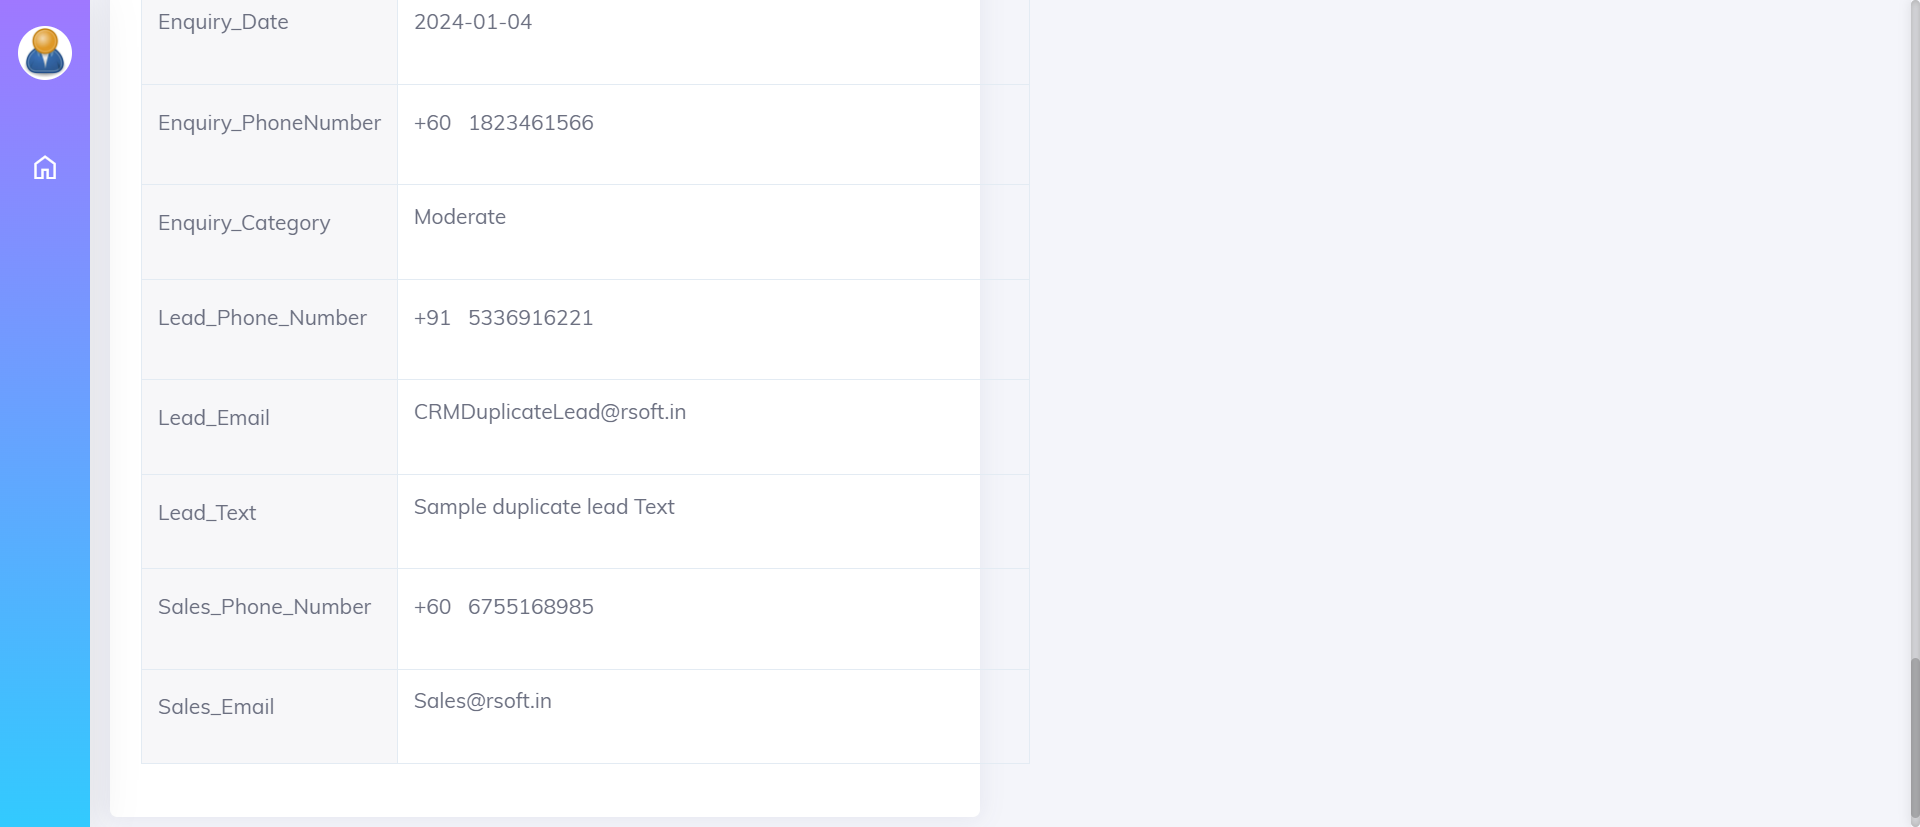 Enquiry_Date 2024-01-04
Enquiry_PhoneNumber +60 1823461566
Enquiry_Category Moderate
Lead_Phone_Number +91 5336916221
Lead_Email CRMDuplicateLead@rsoft.in
Lead_Text Sample duplicate lead Text
Sales_Phone_Number +60 6755168985
Sales_Email Sales@rsoft.in